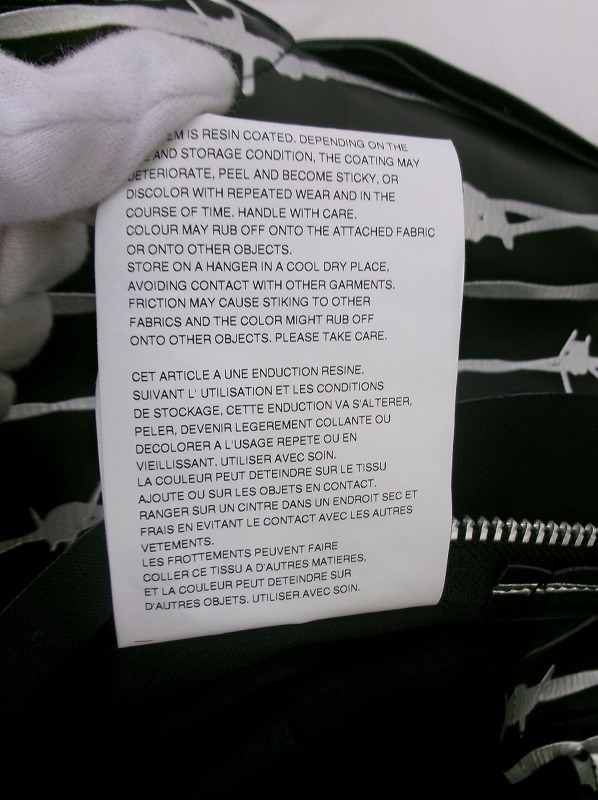 IS RESIN COATED. DEPENDING ON THE
AND STORAGE CONDITION, THE COATING MAY
DETERIORATE, PEEL AND BECOME STICKY, OR
DISCOLOR WITH REPEATED WEAR AND IN THE
COURSE OF TIME. HANDLE WITH CARE.
COLOUR MAY RUB OFF ONTO THE ATTACHED FABRIC
OR ONTO OTHER OBJECTS.
STORE ON A HANGER IN A COOL DRY PLACE,
AVOIDING CONTACT WITH OTHER GARMENTS.
FRICTION MAY CAUSE STIKING TO OTHER
FABRICS AND THE COLOR MIGHT RUB OFF
ONTO OTHER OBJECTS. PLEASE TAKE CARE.
CET ARTICLE A UNE ENDUCTION RESINE.
SUIVANT L' UTILISATION ET LES CONDITIONS
DE STOCKAGE, CETTE ENDUCTION VA S'ALTERER,
PELER, DEVENIR LEGEREMENT COLLANTE OU
DECOLORER A L'USAGE REPETE OU EN
VIEILLISSANT. UTILISER AVEC SOIN.
LA COULEUR PEUT DETEINDRE SUR LE TISSU
AJOUTE OU SUR LES OBJETS EN CONTACT.
RANGER SUR UN CINTRE DANS UN ENDROIT SEC ET
FRAIS EN EVITANT LE CONTACT AVEC LES AUTRES
VETEMENTS.
LES FROTTEMENTS PEUVENT FAIRE
COLLER CE TISSU A D'AUTRES MATIERES.
ET LA COULEUR PEUT DETEINDRE SUR
D'AUTRES OBJETS. UTILISER AVEC SOIN.